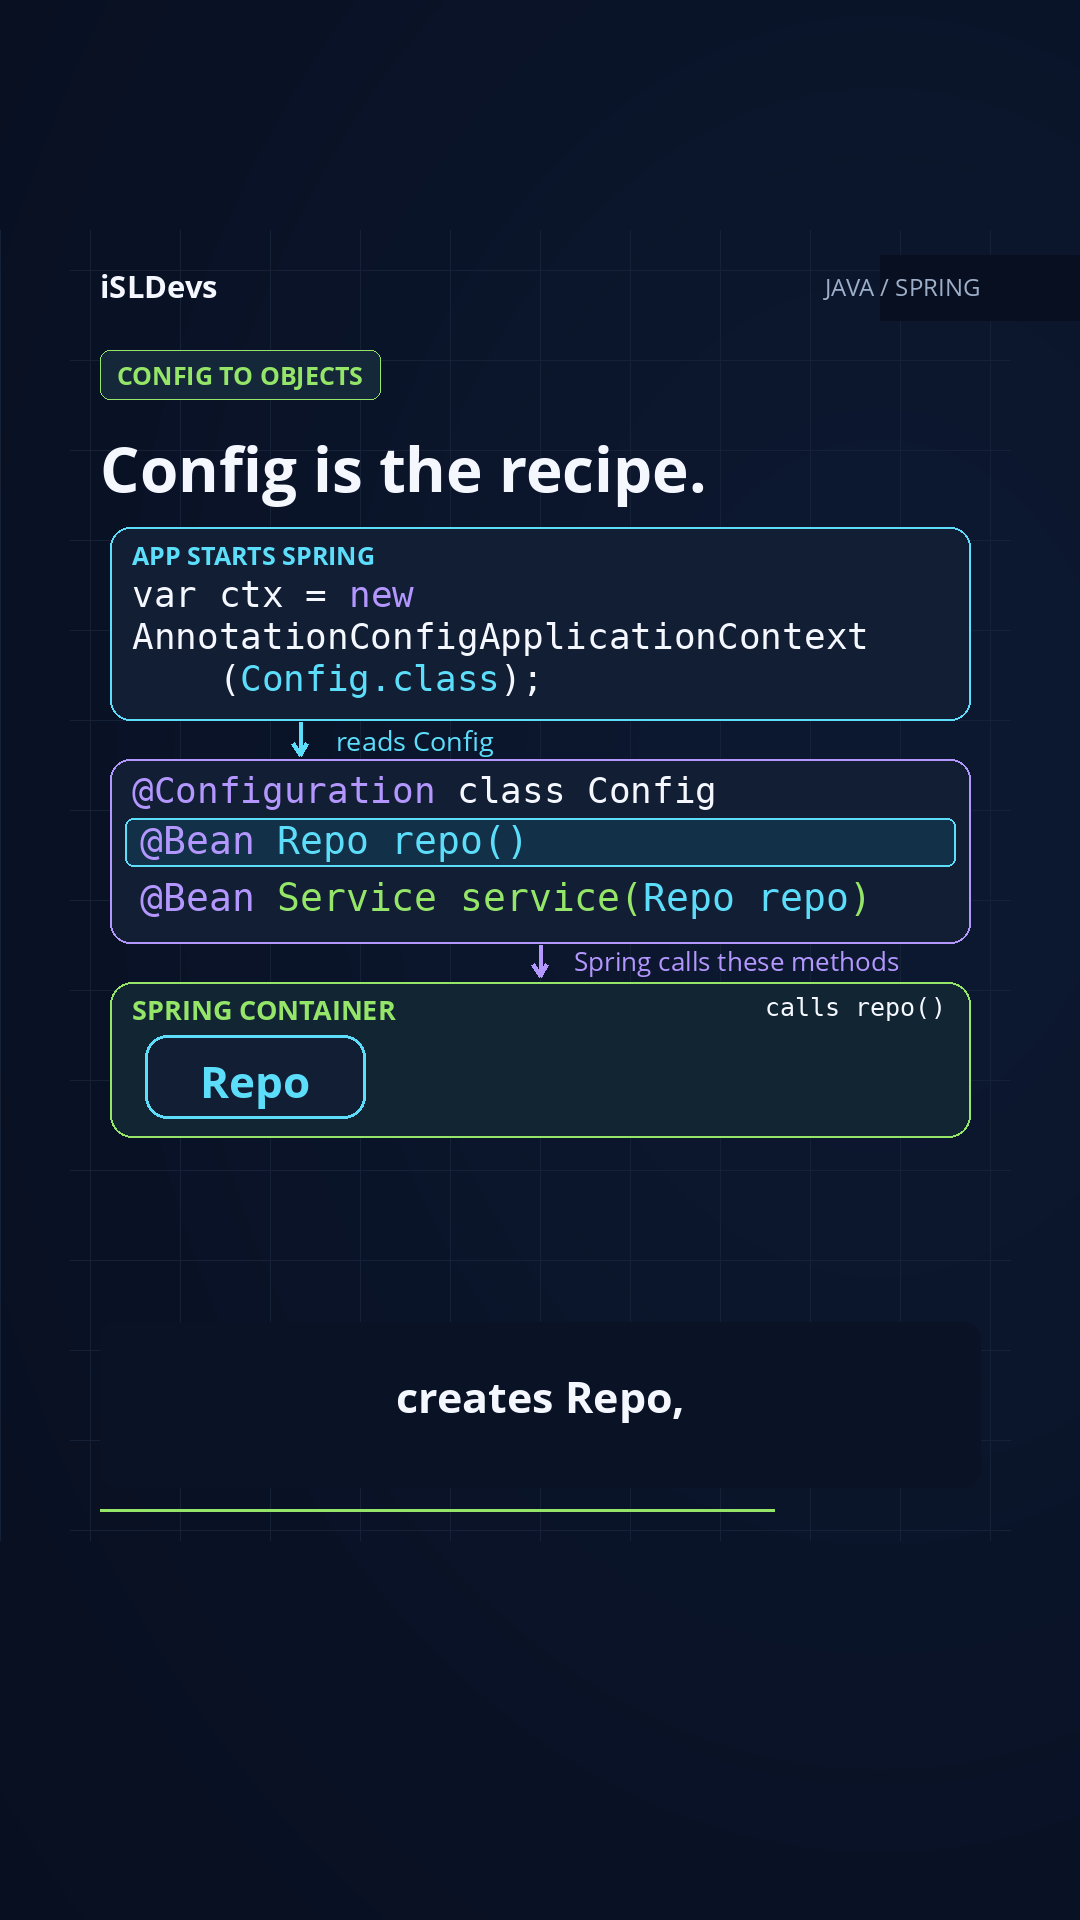 iSLDevs
JAVA / SPRING
CONFIG TO OBJECTS
Config is the recipe.
APP STARTS SPRING
var ctx = new
AnnotationConfigApplicationContext
(Config.class);
reads Config
@Configuration class Config
@Bean Repo repo()
@Bean Service service(Repo repo)
Spring calls these methods
SPRING CONTAINER
calls repo()
Repo
creates Repo,